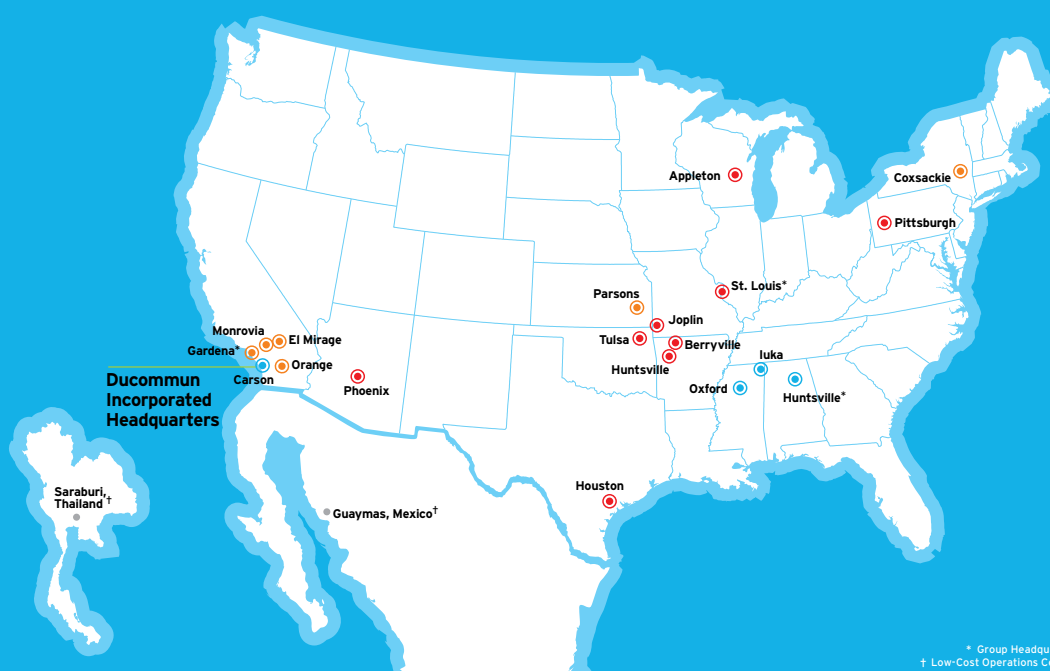 Appleton
Coxsackie
Pittsburgh
St. Louis*
Parsons
Joplin
Monrovia
El Mirage
Tulsa
Berryville
Gardena*
Iuka
Orange
Huntsville
Carson
Phoenix
Oxford
Huntsville*
Ducommun
Incorporated
Headquarters
Houston
Saraburi,
Thailand†
Guaymas, Mexico†
* Group Headqu
† Low-Cost Operations C